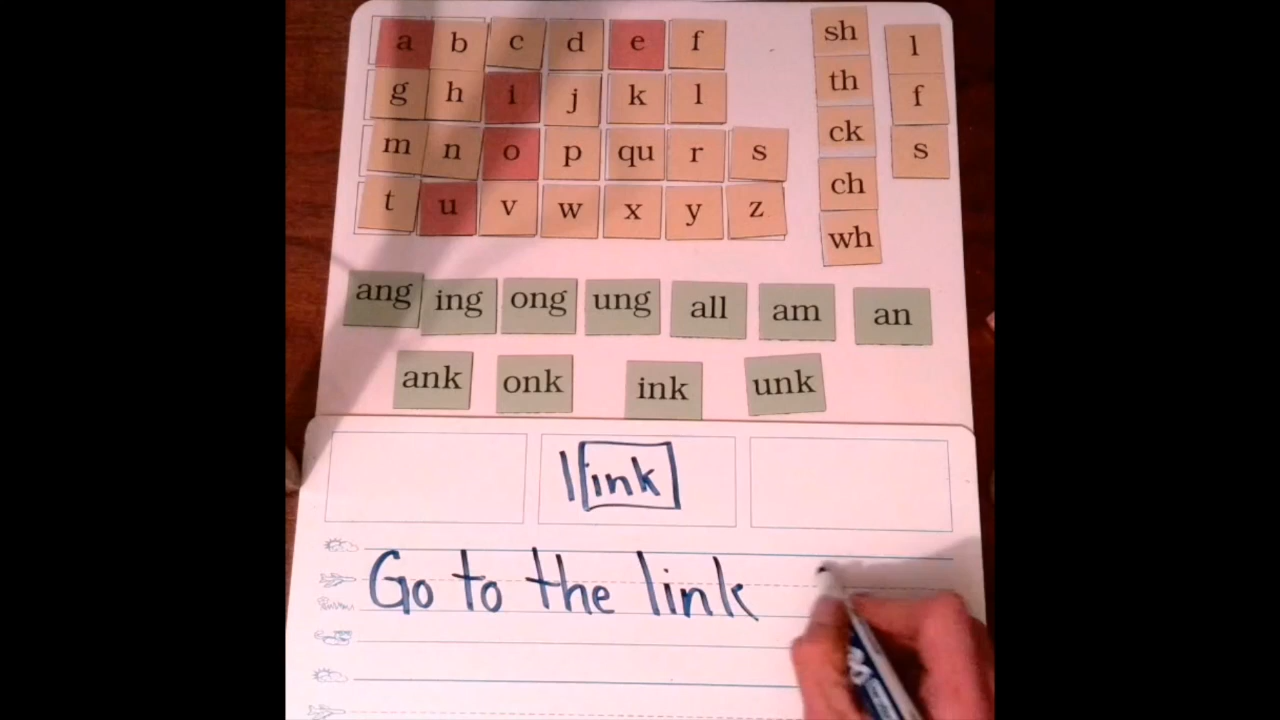 a b c d e f sh l
g h i j k l th f
m n o p qu r s ck s
t u v w x y z ch
wh
ang ing ong ung all am an
ank onk ink unk
link
Go to the link